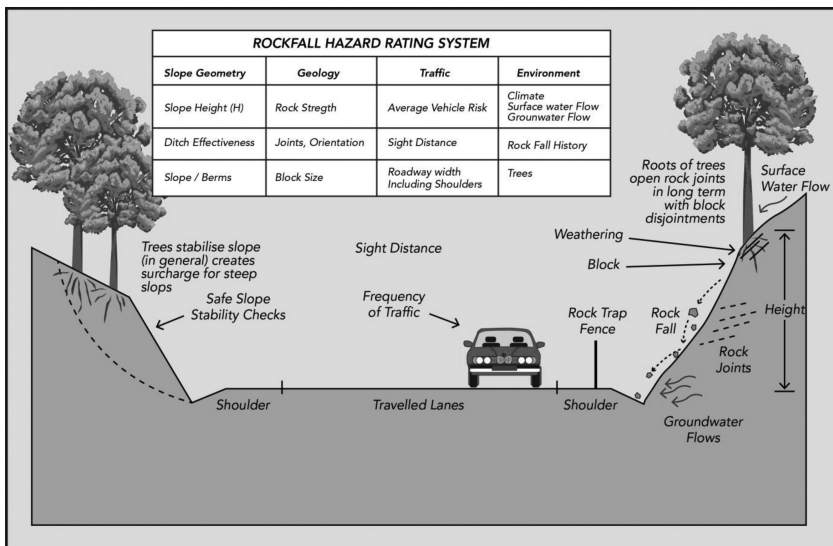 ROCKFALL HAZARD RATING SYSTEM
Slope Geometry Geology Traffic Environment
Slope Height (H) Rock Stregth Average Vehicle Risk Climate
Surface water Flow
Grounwater Flow
Ditch Effectiveness Joints, Orientation Sight Distance Rock Fall History
Slope / Berms Block Size Roadway width
Including Shoulders
Trees
Roots of trees
open rock joints
in long term
with block
disjointments
Surface
Water Flow
Weathering
Block
Trees stabilise slope
(in general) creates
surcharge for steep
slops
Sight Distance
Safe Slope
Stability Checks
Frequency
of Traffic
Rock Trap
Fence
Rock
Fall
Height
Rock
Joints
Shoulder
Travelled Lanes
Shoulder
Groundwater
Flows